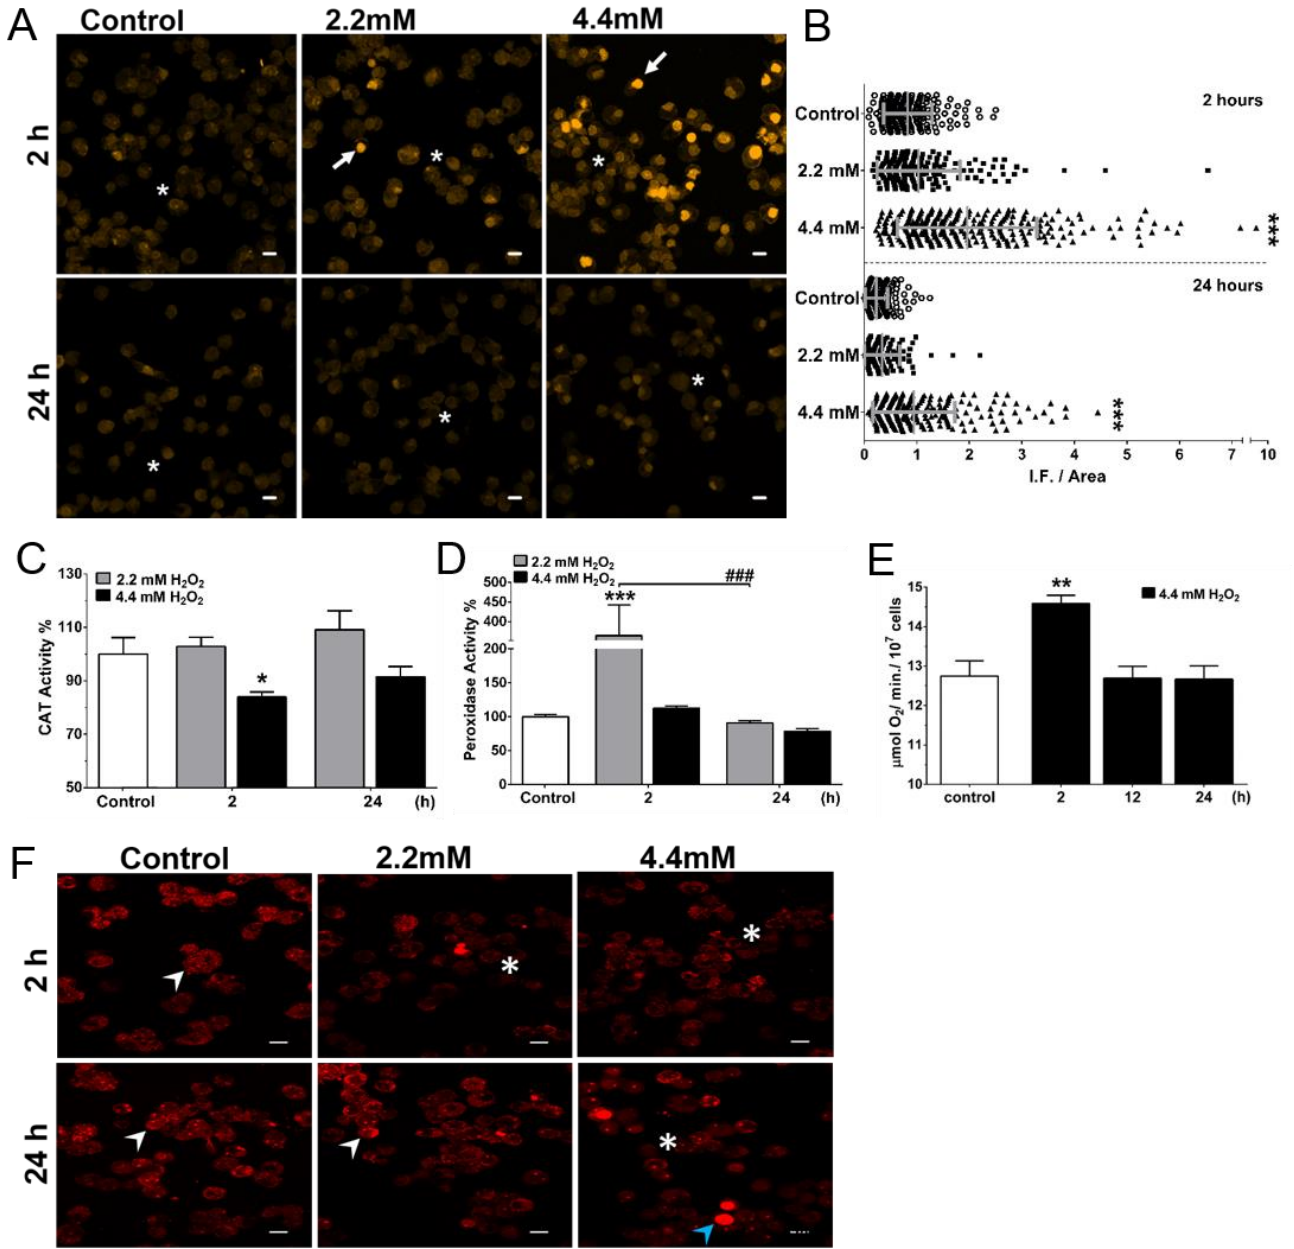 A
Control
2.2mM
4.4mM
2 h
24 h
*
*
*
*
*
*
B
Control
2.2 mM
4.4 mM
2 hours
***
Control
2.2 mM
4.4 mM
24 hours
***
0 1 2 3 4 5 6 7 10
I.F. / Area
C
2.2 mM H₂O₂
4.4 mM H₂O₂
CAT Activity %
130
110
90
70
50
*
Control 2 24 (h)
D
2.2 mM H₂O₂
4.4 mM H₂O₂
Peroxidase Activity %
500
450
400
200
150
100
50
0
***
###
Control 2 24 (h)
E
4.4 mM H₂O₂
µmol O₂/ min./ 10⁷ cells
15
14
13
12
11
10
**
control 2 12 24 (h)
F
Control
2.2mM
4.4mM
2 h
24 h
*
*
*